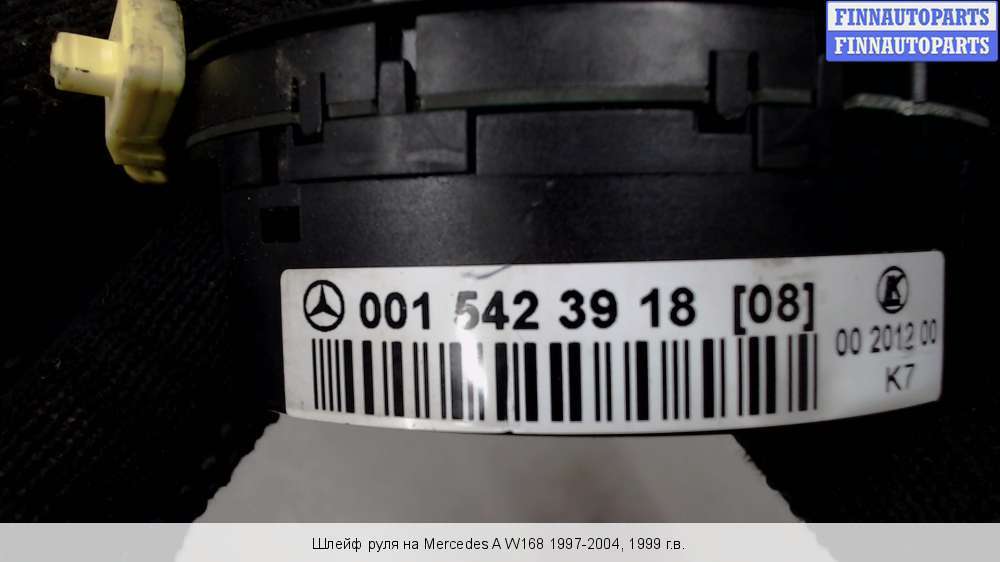 FINNAUTOPARTS
FINNAUTOPARTS
001 542 39 18 [08]
K
00 2012 00
K7
Шлейф руля на Mercedes A W168 1997-2004, 1999 г.в.